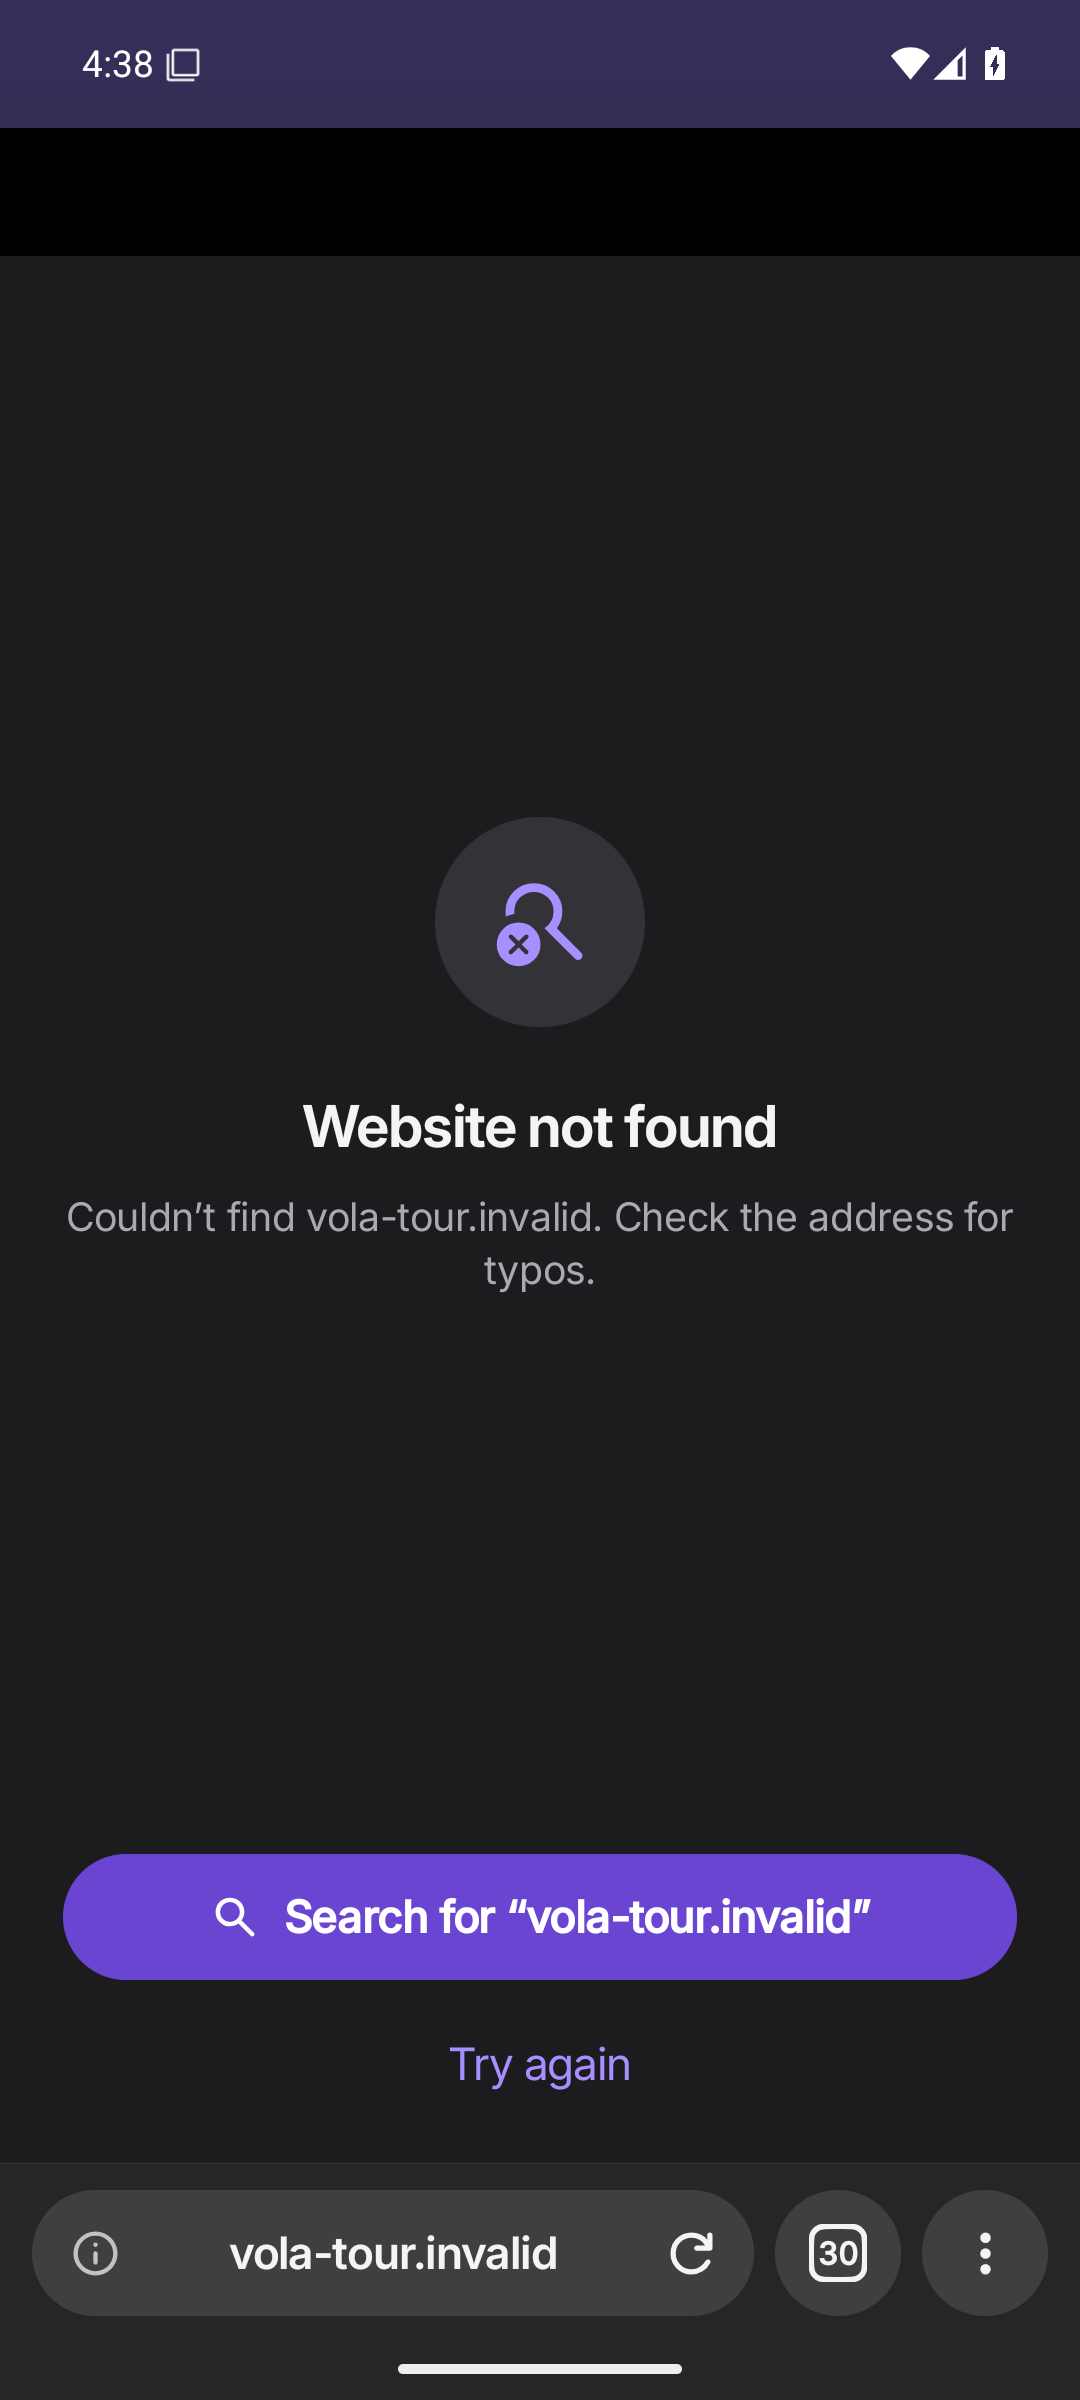 4:38
Website not found
Couldn’t find vola-tour.invalid. Check the address for
typos.
Search for “vola-tour.invalid”
Try again
vola-tour.invalid
30